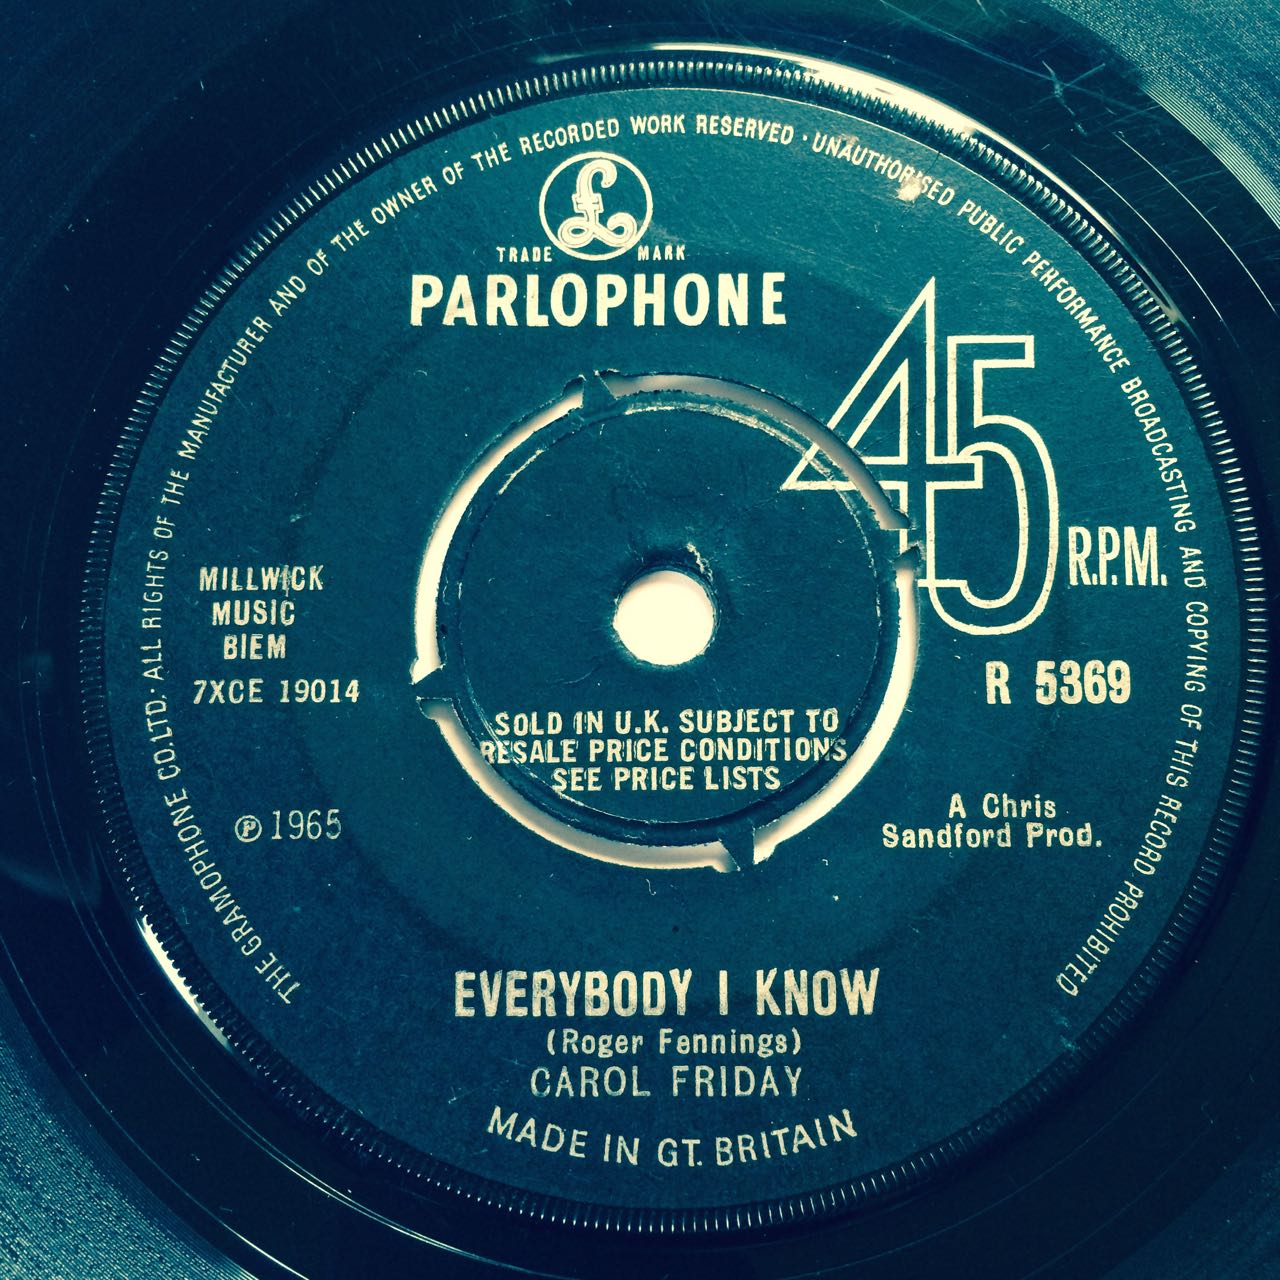 THE GRAMOPHONE CO.LTD. ALL RIGHTS OF THE MANUFACTURER AND OF THE OWNER OF THE RECORDED WORK RESERVED · UNAUTHORISED PUBLIC PERFORMANCE BROADCASTING AND COPYING OF THIS RECORD PROHIBITED
£
TRADE MARK
PARLOPHONE
45 R.P.M.
MILLWICK
MUSIC
BIEM
7XCE 19014
R 5369
SOLD IN U.K. SUBJECT TO
RESALE PRICE CONDITIONS
SEE PRICE LISTS
℗ 1965
A Chris
Sandford Prod.
EVERYBODY I KNOW
(Roger Fennings)
CAROL FRIDAY
MADE IN GT. BRITAIN